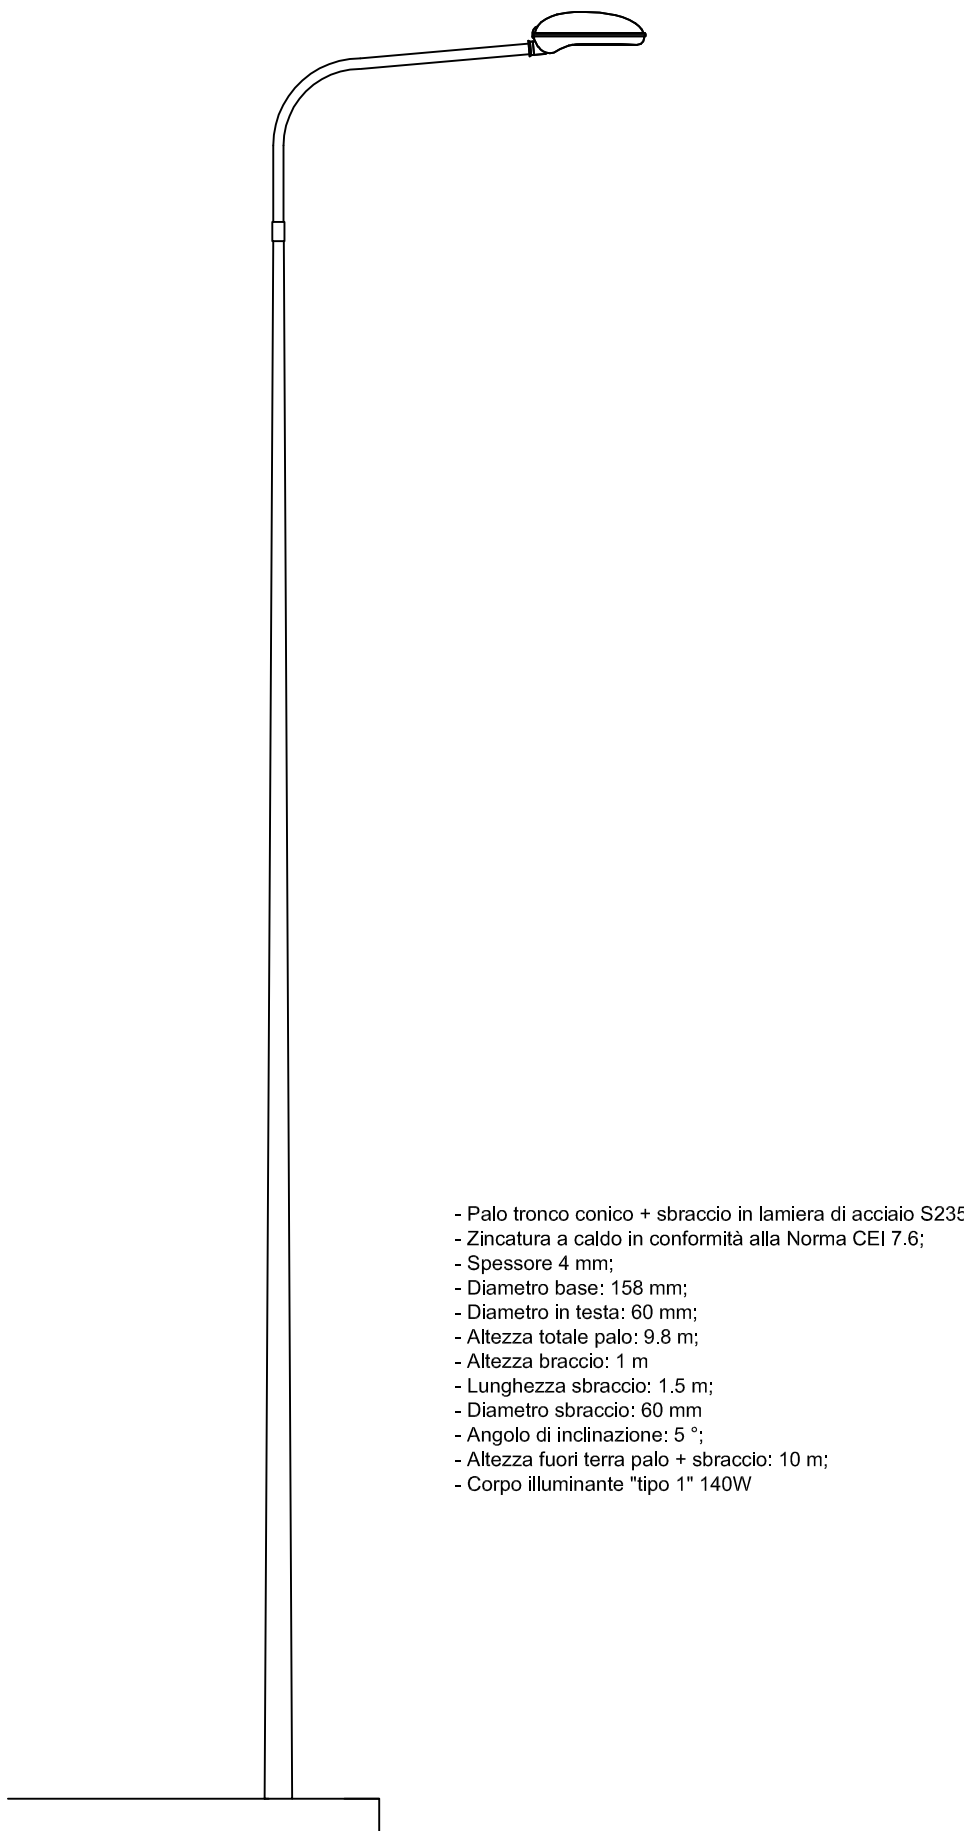 - Palo tronco conico + sbraccio in lamiera di acciaio S235
- Zincatura a caldo in conformità alla Norma CEI 7.6;
- Spessore 4 mm;
- Diametro base: 158 mm;
- Diametro in testa: 60 mm;
- Altezza totale palo: 9.8 m;
- Altezza braccio: 1 m
- Lunghezza sbraccio: 1.5 m;
- Diametro sbraccio: 60 mm
- Angolo di inclinazione: 5 °;
- Altezza fuori terra palo + sbraccio: 10 m;
- Corpo illuminante "tipo 1" 140W